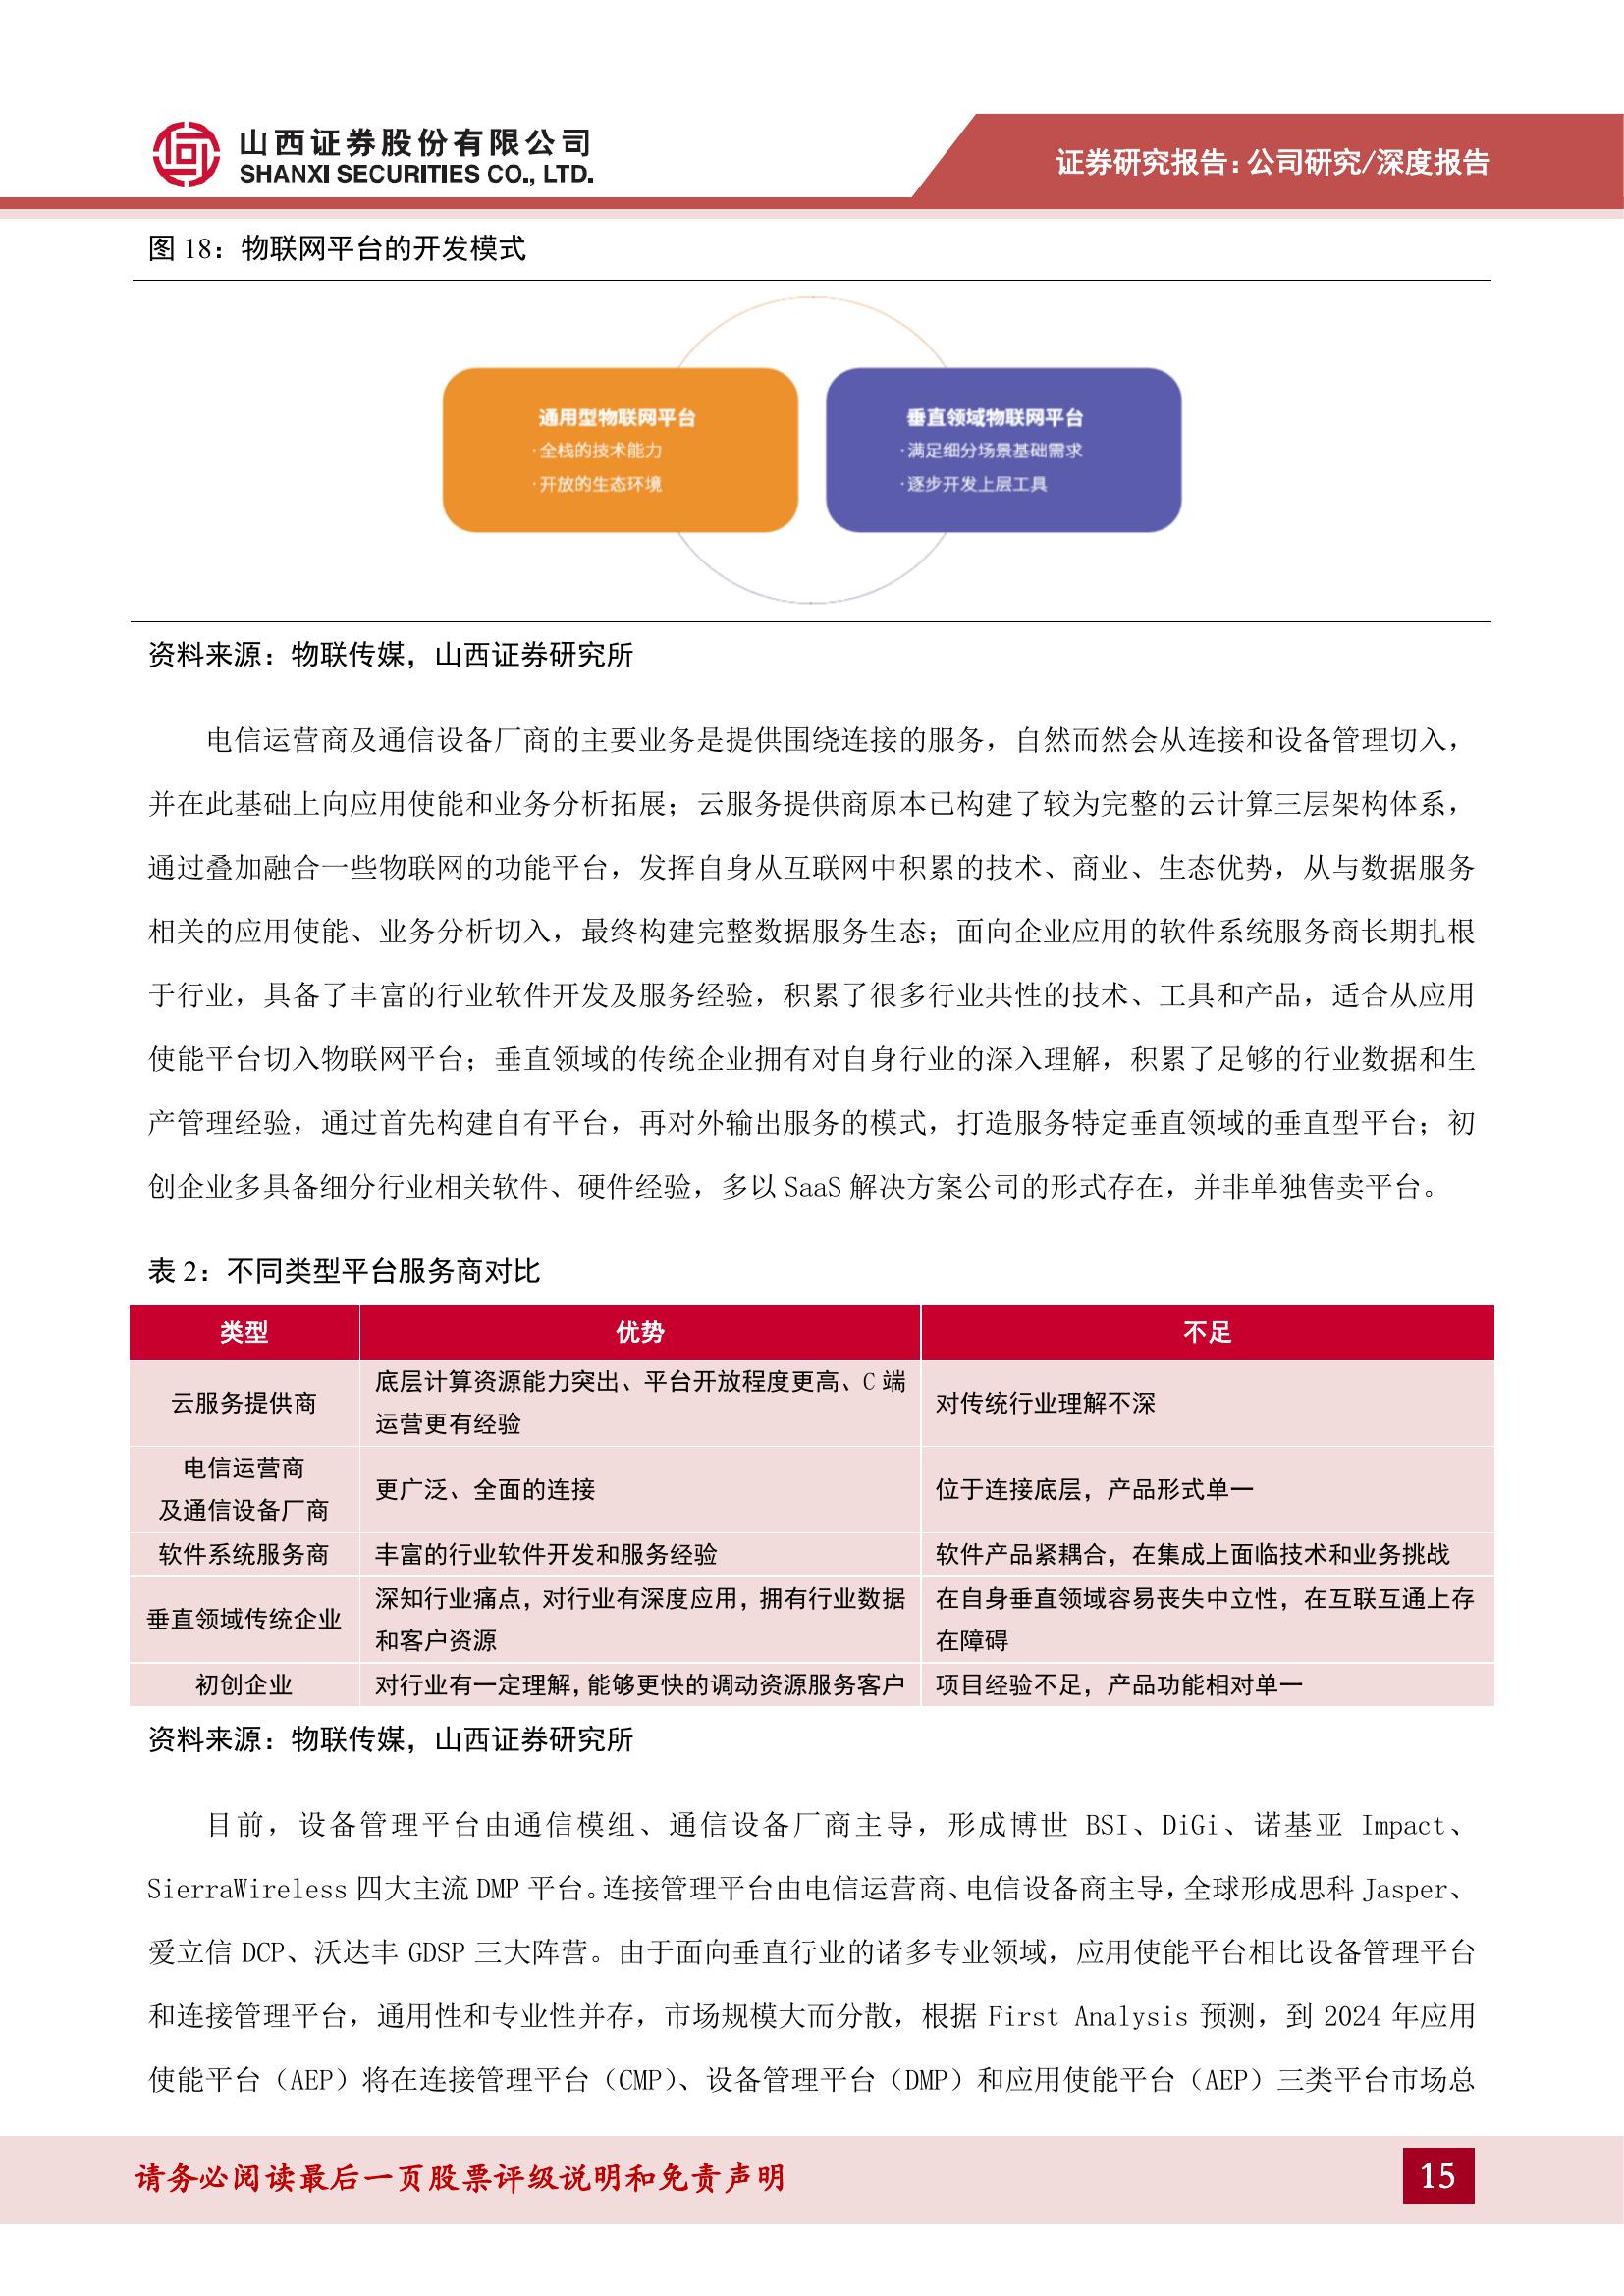 山西证券股份有限公司
SHANXI SECURITIES CO., LTD.
证券研究报告：公司研究/深度报告
图 18：物联网平台的开发模式
通用型物联网平台
·全栈的技术能力
·开放的生态环境
垂直领域物联网平台
·满足细分场景基础需求
·逐步开发上层工具
资料来源：物联传媒，山西证券研究所
电信运营商及通信设备厂商的主要业务是提供围绕连接的服务，自然而然会从连接和设备管理切入，
并在此基础上向应用使能和业务分析拓展；云服务提供商原本已构建了较为完整的云计算三层架构体系，
通过叠加融合一些物联网的功能平台，发挥自身从互联网中积累的技术、商业、生态优势，从与数据服务
相关的应用使能、业务分析切入，最终构建完整数据服务生态；面向企业应用的软件系统服务商长期扎根
于行业，具备了丰富的行业软件开发及服务经验，积累了很多行业共性的技术、工具和产品，适合从应用
使能平台切入物联网平台；垂直领域的传统企业拥有对自身行业的深入理解，积累了足够的行业数据和生
产管理经验，通过首先构建自有平台，再对外输出服务的模式，打造服务特定垂直领域的垂直型平台；初
创企业多具备细分行业相关软件、硬件经验，多以 SaaS 解决方案公司的形式存在，并非单独售卖平台。
表 2：不同类型平台服务商对比
类型 优势 不足
云服务提供商 底层计算资源能力突出、平台开放程度更高、C 端
运营更有经验 对传统行业理解不深
电信运营商
及通信设备厂商 更广泛、全面的连接 位于连接底层，产品形式单一
软件系统服务商 丰富的行业软件开发和服务经验 软件产品紧耦合，在集成上面临技术和业务挑战
垂直领域传统企业 深知行业痛点，对行业有深度应用，拥有行业数据
和客户资源 在自身垂直领域容易丧失中立性，在互联互通上存
在障碍
初创企业 对行业有一定理解，能够更快的调动资源服务客户 项目经验不足，产品功能相对单一
资料来源：物联传媒，山西证券研究所
目前，设备管理平台由通信模组、通信设备厂商主导，形成博世 BSI、DiGi、诺基亚 Impact、
SierraWireless 四大主流 DMP 平台。连接管理平台由电信运营商、电信设备商主导，全球形成思科 Jasper、
爱立信 DCP、沃达丰 GDSP 三大阵营。由于面向垂直行业的诸多专业领域，应用使能平台相比设备管理平台
和连接管理平台，通用性和专业性并存，市场规模大而分散，根据 First Analysis 预测，到 2024 年应用
使能平台（AEP）将在连接管理平台（CMP）、设备管理平台（DMP）和应用使能平台（AEP）三类平台市场总
请务必阅读最后一页股票评级说明和免责声明
15